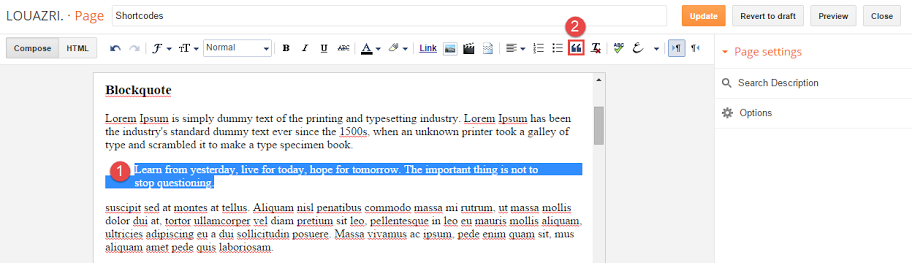 LOUAZRI. · Page Shortcodes Update Revert to draft Preview Close
2
Compose HTML Normal B I U ABC A Link ABC
Page settings
Search Description
Options
Blockquote
Lorem Ipsum is simply dummy text of the printing and typesetting industry. Lorem Ipsum has been
the industry's standard dummy text ever since the 1500s, when an unknown printer took a galley of
type and scrambled it to make a type specimen book.
1 Learn from yesterday, live for today, hope for tomorrow. The important thing is not to
stop questioning.
suscipit sed at montes at tellus. Aliquam nisl penatibus commodo massa mi rutrum, ut massa mollis
dolor dui at, tortor ullamcorper vel diam pretium sit leo, pellentesque in leo eu mauris mollis aliquam,
ultricies adipiscing eu a dui sollicitudin posuere. Massa vivamus ac ipsum, pede enim quam sit, mus
aliquam amet pede quis laboriosam.